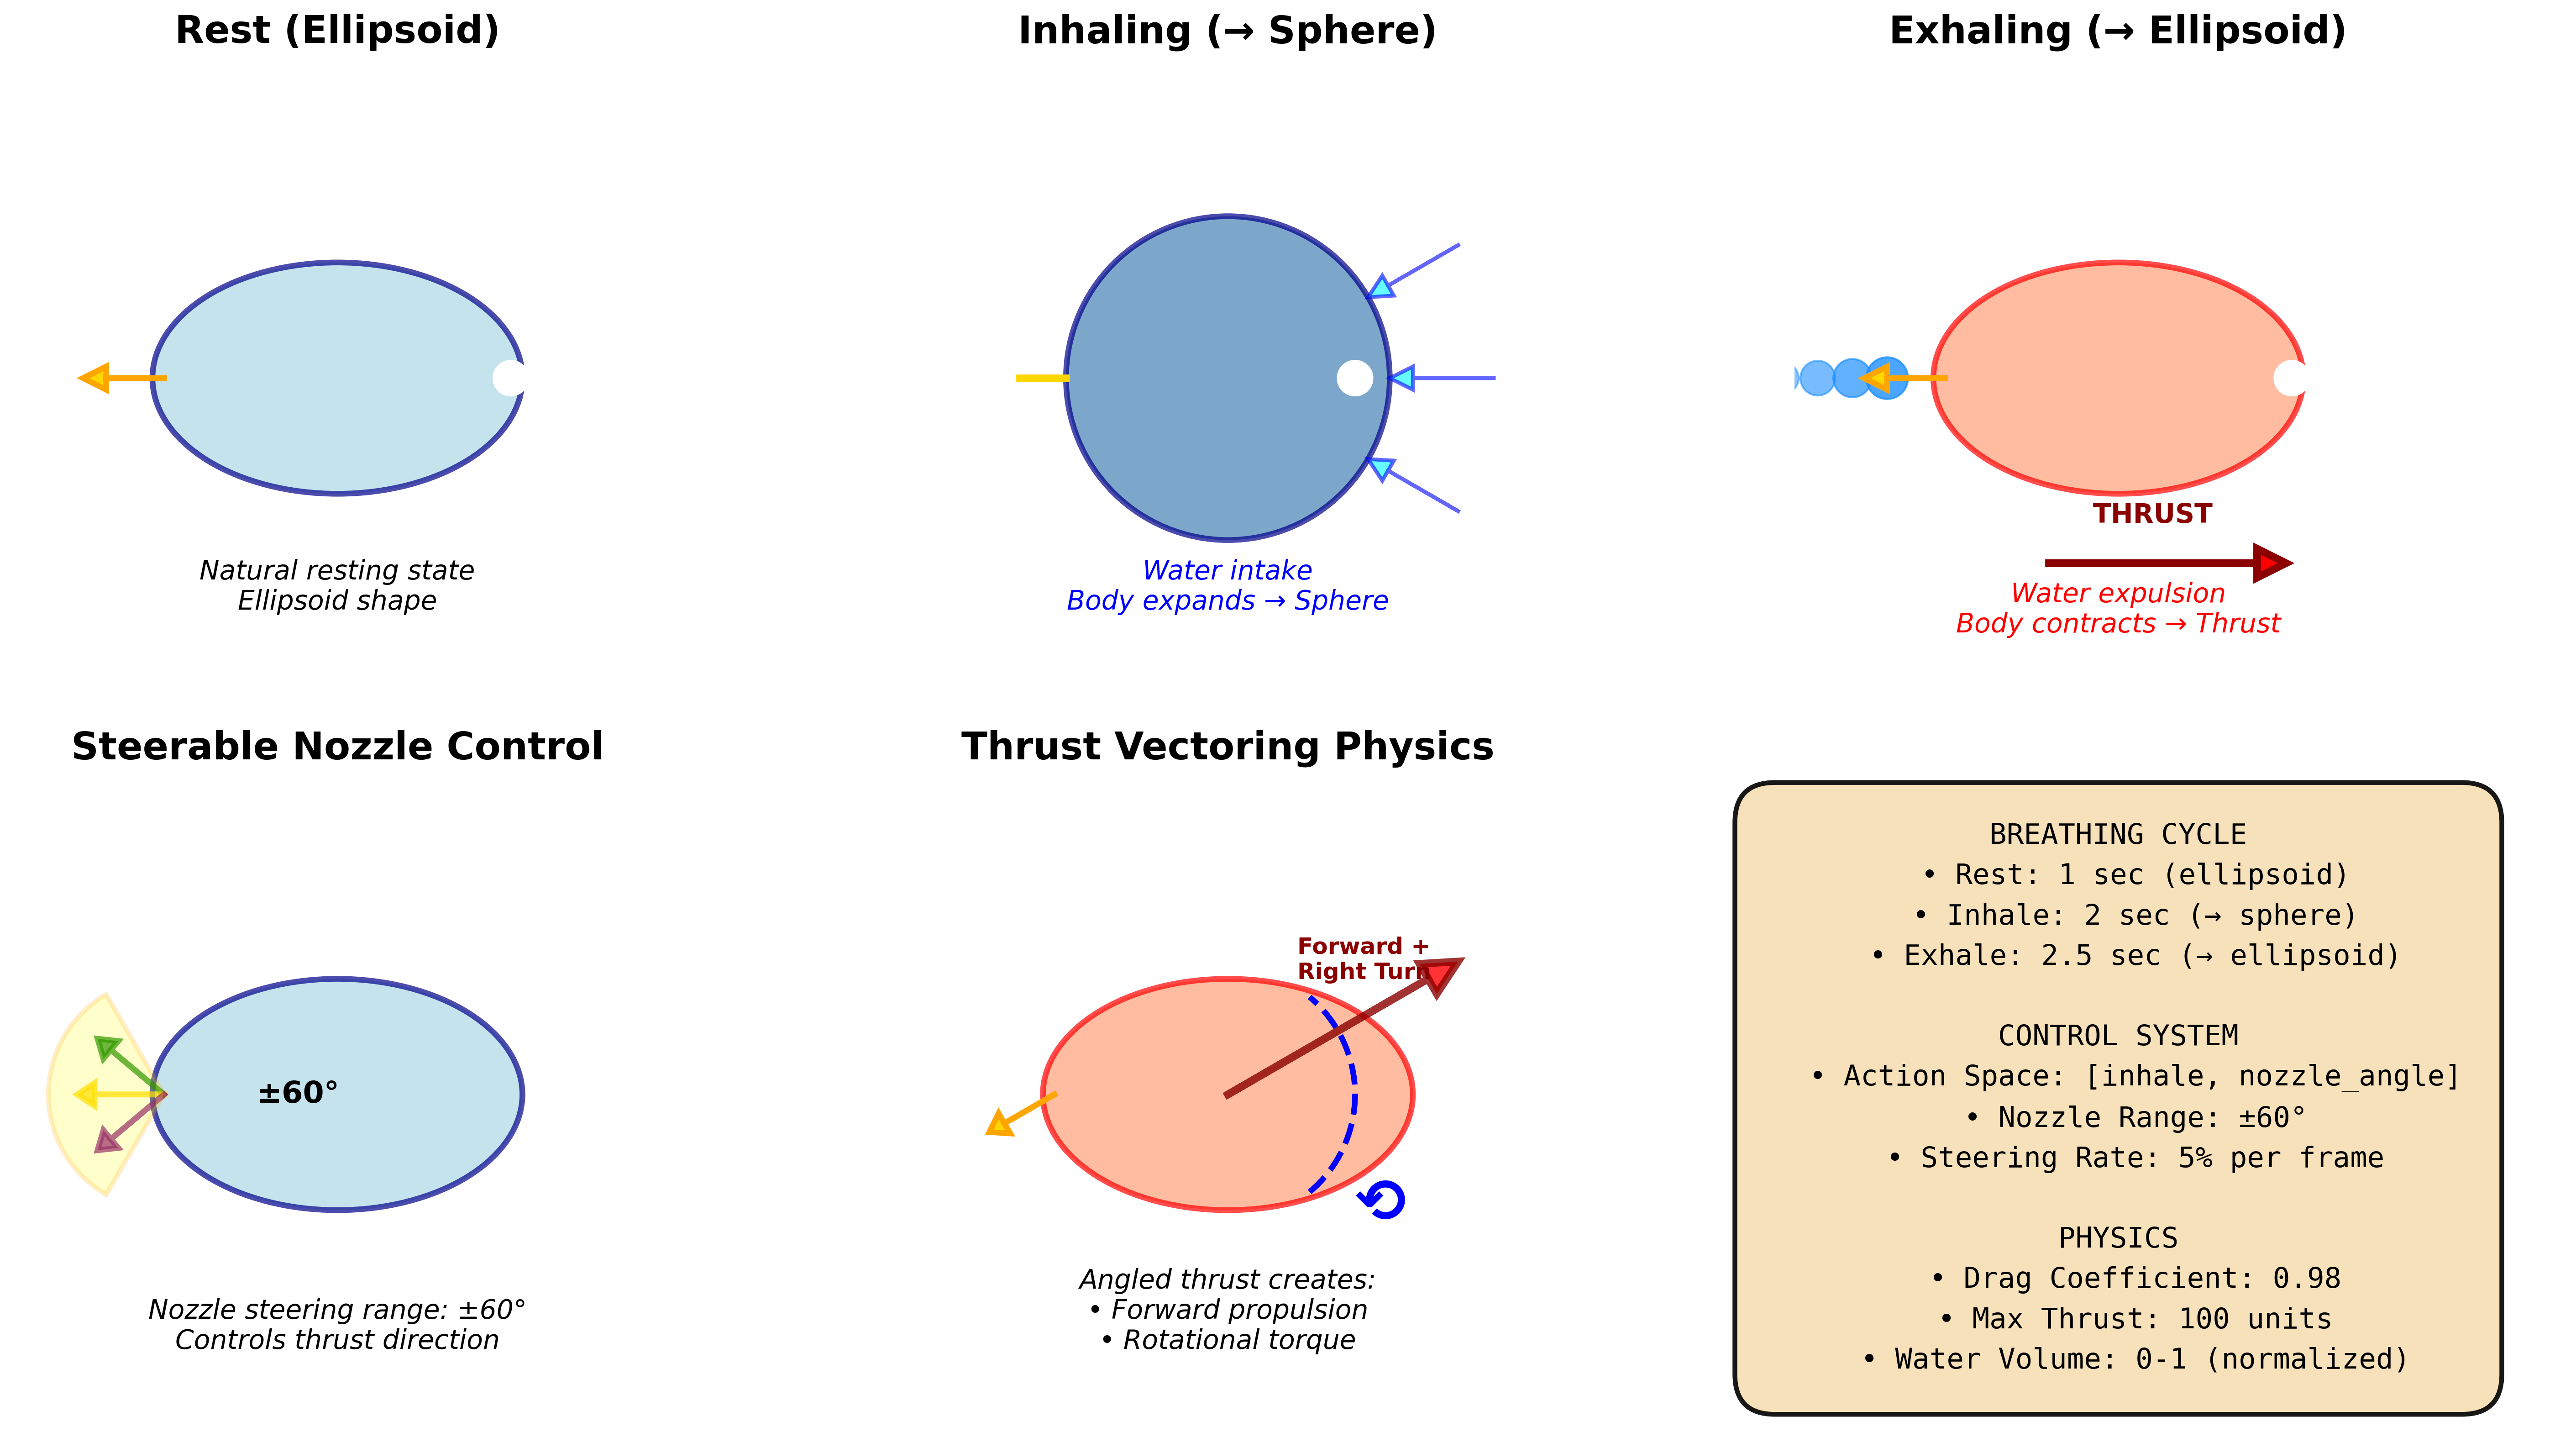 Rest (Ellipsoid)
Natural resting state
Ellipsoid shape
Inhaling (→ Sphere)
Water intake
Body expands → Sphere
Exhaling (→ Ellipsoid)
THRUST
Water expulsion
Body contracts → Thrust
Steerable Nozzle Control
±60°
Nozzle steering range: ±60°
Controls thrust direction
Thrust Vectoring Physics
Forward +
Right Turn
⟲
Angled thrust creates:
• Forward propulsion
• Rotational torque
BREATHING CYCLE
• Rest: 1 sec (ellipsoid)
• Inhale: 2 sec (→ sphere)
• Exhale: 2.5 sec (→ ellipsoid)
CONTROL SYSTEM
• Action Space: [inhale, nozzle_angle]
• Nozzle Range: ±60°
• Steering Rate: 5% per frame
PHYSICS
• Drag Coefficient: 0.98
• Max Thrust: 100 units
• Water Volume: 0-1 (normalized)